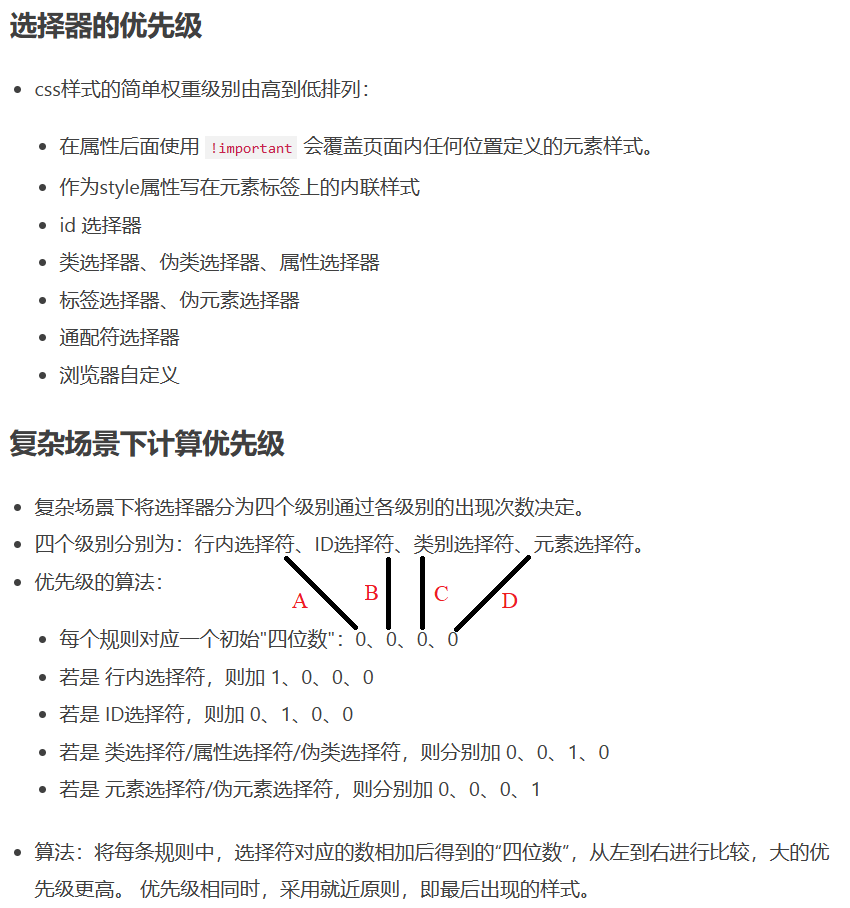 选择器的优先级
css样式的简单权重级别由高到低排列：
在属性后面使用 !important 会覆盖页面内任何位置定义的元素样式。
作为style属性写在元素标签上的内联样式
id 选择器
类选择器、伪类选择器、属性选择器
标签选择器、伪元素选择器
通配符选择器
浏览器自定义
复杂场景下计算优先级
复杂场景下将选择器分为四个级别通过各级别的出现次数决定。
四个级别分别为：行内选择符、ID选择符、类别选择符、元素选择符。
优先级的算法：
A B C D
每个规则对应一个初始"四位数"：0、0、0、0
若是 行内选择符，则加 1、0、0、0
若是 ID选择符，则加 0、1、0、0
若是 类选择符/属性选择符/伪类选择符，则分别加 0、0、1、0
若是 元素选择符/伪元素选择符，则分别加 0、0、0、1
算法：将每条规则中，选择符对应的数相加后得到的“四位数”，从左到右进行比较，大的优
先级更高。 优先级相同时，采用就近原则，即最后出现的样式。